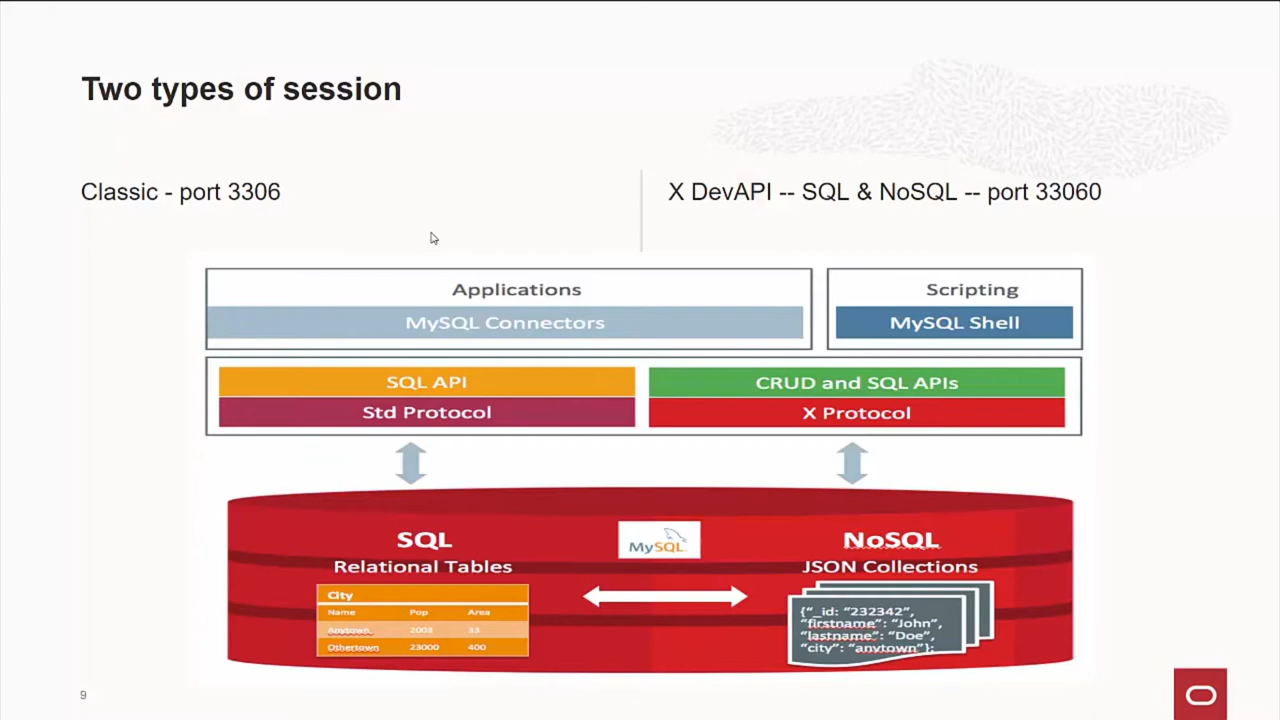 Two types of session
Classic - port 3306
X DevAPI -- SQL & NoSQL -- port 33060
Applications
MySQL Connectors
Scripting
MySQL Shell
SQL API
Std Protocol
CRUD and SQL APIs
X Protocol
SQL
Relational Tables
MySQL
NoSQL
JSON Collections
City
Name Pop Area
Anytown 2003 33
Othertown 23000 400
{"_id: "232342",
"firstname": "John",
"lastname": "Doe",
"city": "anytown"};
9